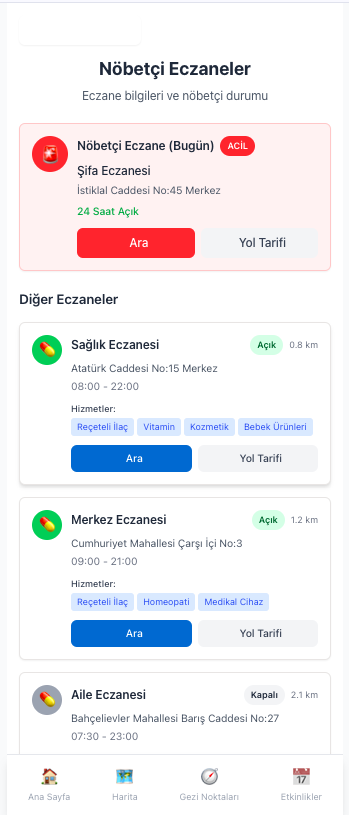 Nöbetçi Eczaneler
Eczane bilgileri ve nöbetçi durumu
Nöbetçi Eczane (Bugün) ACİL
Şifa Eczanesi
İstiklal Caddesi No:45 Merkez
24 Saat Açık
Ara Yol Tarifi
Diğer Eczaneler
Sağlık Eczanesi Açık 0.8 km
Atatürk Caddesi No:15 Merkez
08:00 - 22:00
Hizmetler:
Reçeteli İlaç Vitamin Kozmetik Bebek Ürünleri
Ara Yol Tarifi
Merkez Eczanesi Açık 1.2 km
Cumhuriyet Mahallesi Çarşı İçi No:3
09:00 - 21:00
Hizmetler:
Reçeteli İlaç Homeopati Medikal Cihaz
Ara Yol Tarifi
Aile Eczanesi Kapalı 2.1 km
Bahçelievler Mahallesi Barış Caddesi No:27
07:30 - 23:00
Ana Sayfa Harita Gezi Noktaları Etkinlikler